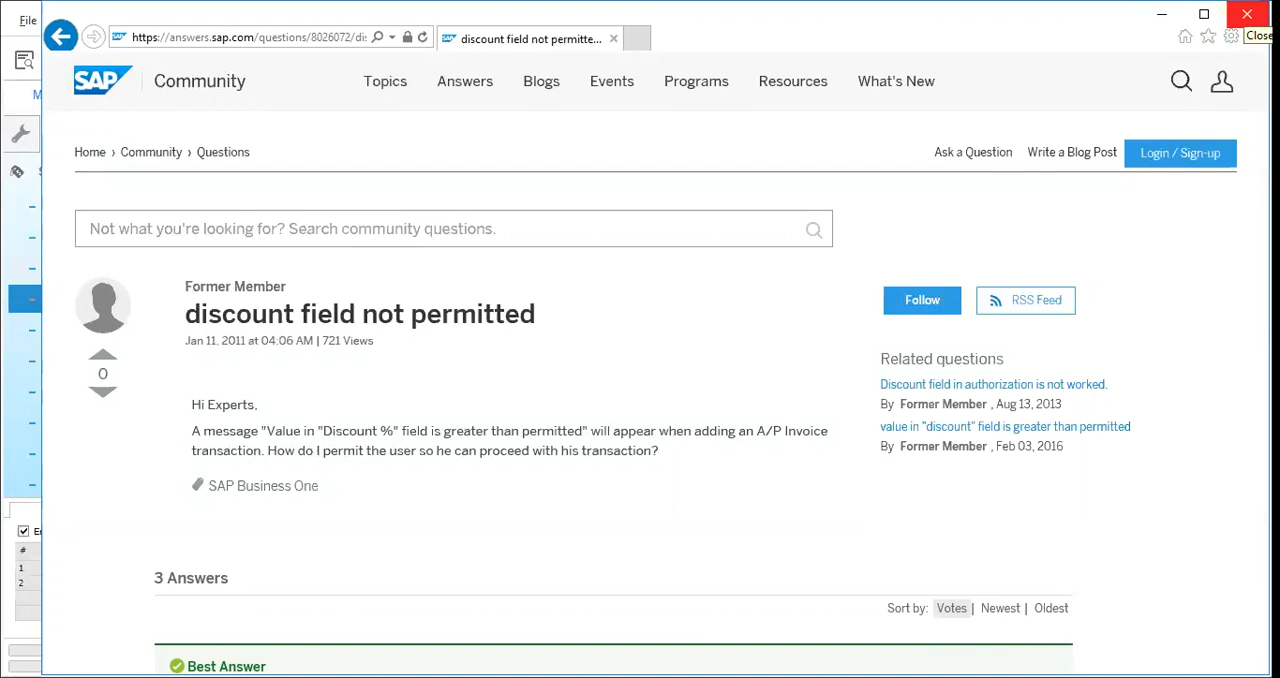 File
https://answers.sap.com/questions/8026072/di:
discount field not permitte...
Close
SAP Community
Topics Answers Blogs Events Programs Resources What's New
M
Home › Community › Questions
Ask a Question Write a Blog Post Login / Sign-up
Not what you're looking for? Search community questions.
Former Member
discount field not permitted
Jan 11, 2011 at 04:06 AM | 721 Views
0
Follow RSS Feed
Related questions
Discount field in authorization is not worked.
By Former Member , Aug 13, 2013
value in "discount" field is greater than permitted
By Former Member , Feb 03, 2016
Hi Experts,
A message "Value in "Discount %" field is greater than permitted" will appear when adding an A/P Invoice
transaction. How do I permit the user so he can proceed with his transaction?
SAP Business One
#
1
2
3 Answers
Sort by: Votes | Newest | Oldest
Best Answer